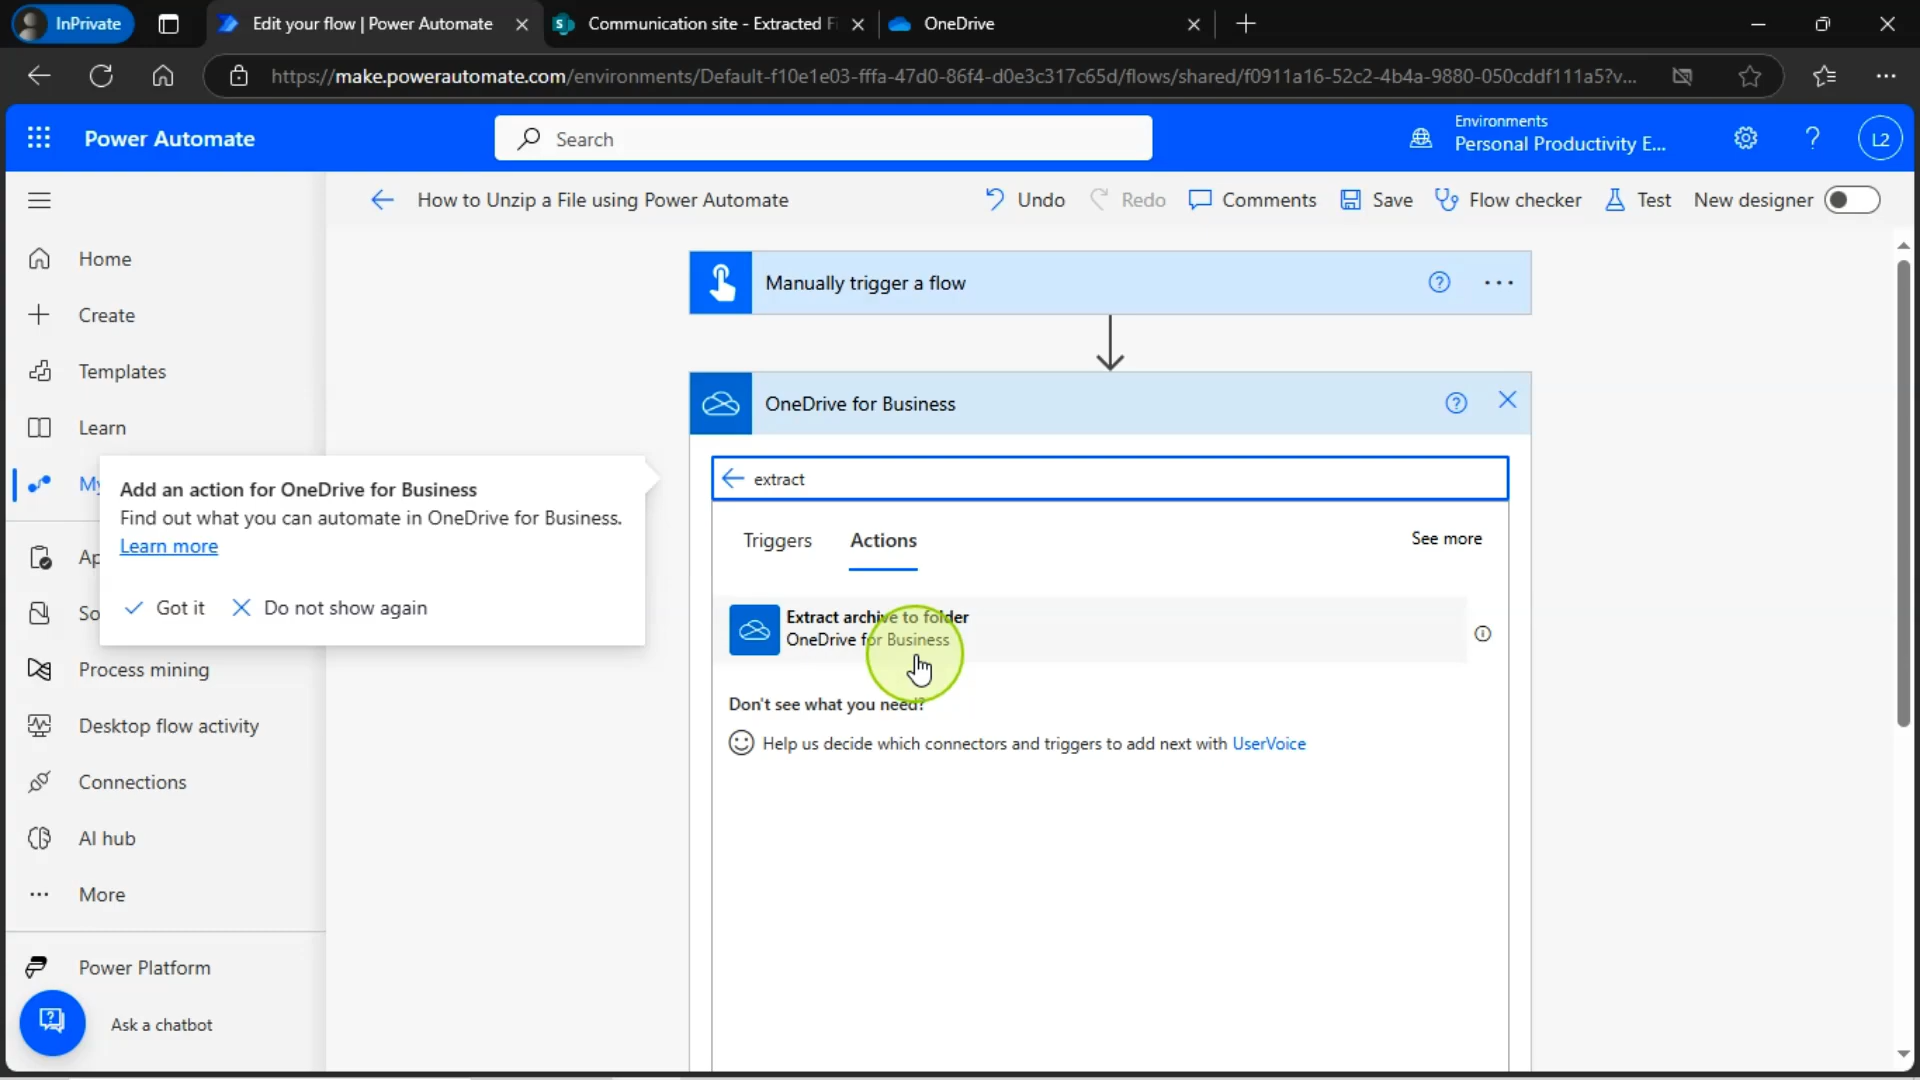 InPrivate
Edit your flow | Power Automate
Communication site - Extracted Fi
OneDrive
https://make.powerautomate.com/environments/Default-f10e1e03-fffa-47d0-86f4-d0e3c317c65d/flows/shared/f0911a16-52c2-4b4a-9880-050cddf111a5?v...
Power Automate
Search
Environments
Personal Productivity E...
L2
How to Unzip a File using Power Automate
Undo
Redo
Comments
Save
Flow checker
Test
New designer
Home
Create
Templates
Learn
My
Ap
So
Process mining
Desktop flow activity
Connections
AI hub
More
Power Platform
Ask a chatbot
Add an action for OneDrive for Business
Find out what you can automate in OneDrive for Business.
Learn more
Got it
Do not show again
Manually trigger a flow
OneDrive for Business
extract
Triggers
Actions
See more
Extract archive to folder
OneDrive for Business
Don't see what you need?
Help us decide which connectors and triggers to add next with UserVoice